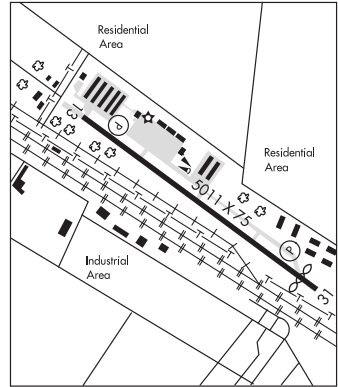 Residential
Area
13
P
Residential
Area
5011 X 75
P
Industrial
Area
31